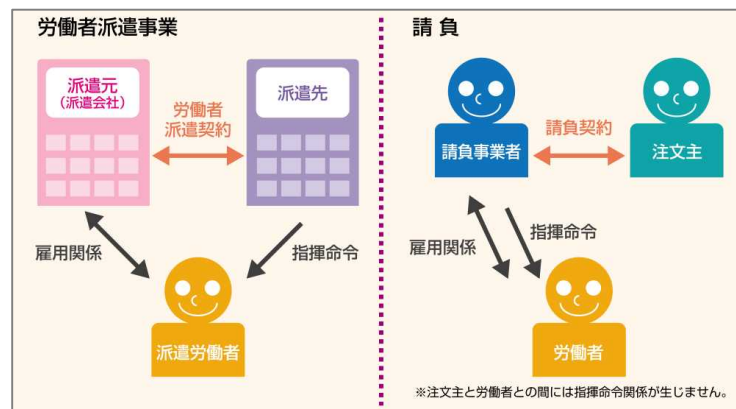 労働者派遣事業
派遣元
(派遣会社)
労働者
派遣契約
派遣先
雇用関係
指揮命令
派遣労働者
請 負
請負事業者
請負契約
注文主
雇用関係
指揮命令
労働者
※注文主と労働者との間には指揮命令関係が生じません。